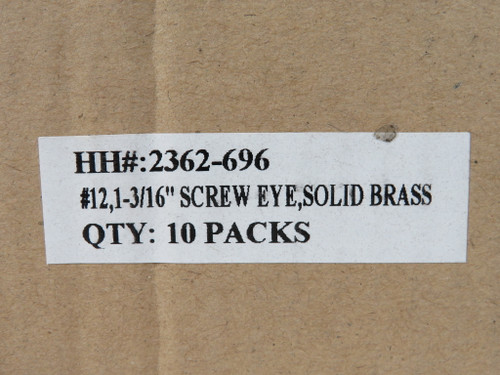 HH#:2362-696
#12,1-3/16" SCREW EYE,SOLID BRASS
QTY: 10 PACKS